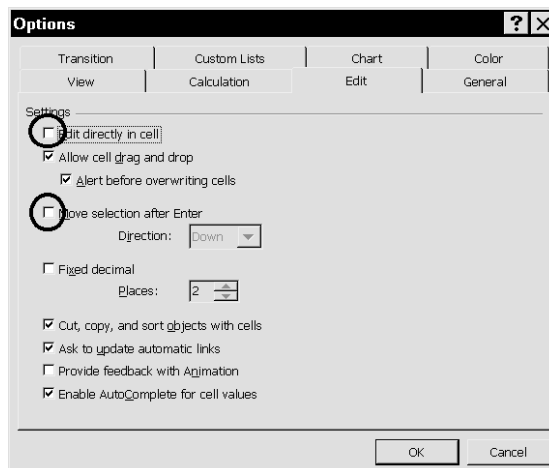 Options ? X
Transition Custom Lists Chart Color
View Calculation Edit General
Settings
Edit directly in cell
Allow cell drag and drop
Alert before overwriting cells
Move selection after Enter
Direction: Down
Fixed decimal
Places: 2
Cut, copy, and sort objects with cells
Ask to update automatic links
Provide feedback with Animation
Enable AutoComplete for cell values
OK Cancel